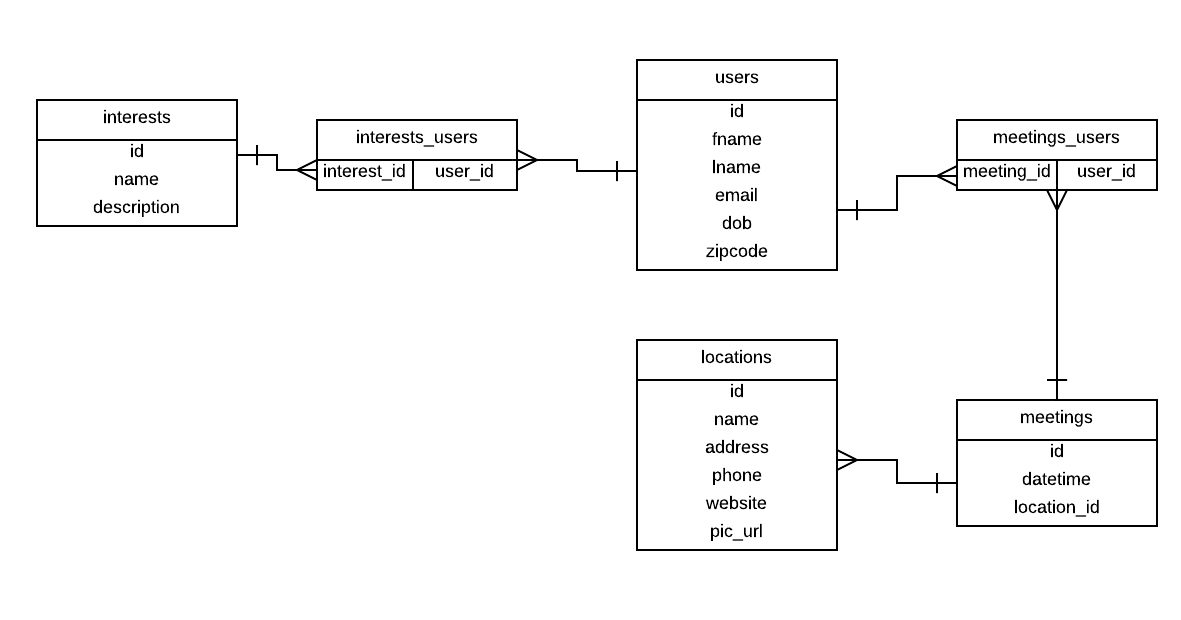 interests
id
name
description
interests_users
interest_id user_id
users
id
fname
lname
email
dob
zipcode
meetings_users
meeting_id user_id
locations
id
name
address
phone
website
pic_url
meetings
id
datetime
location_id